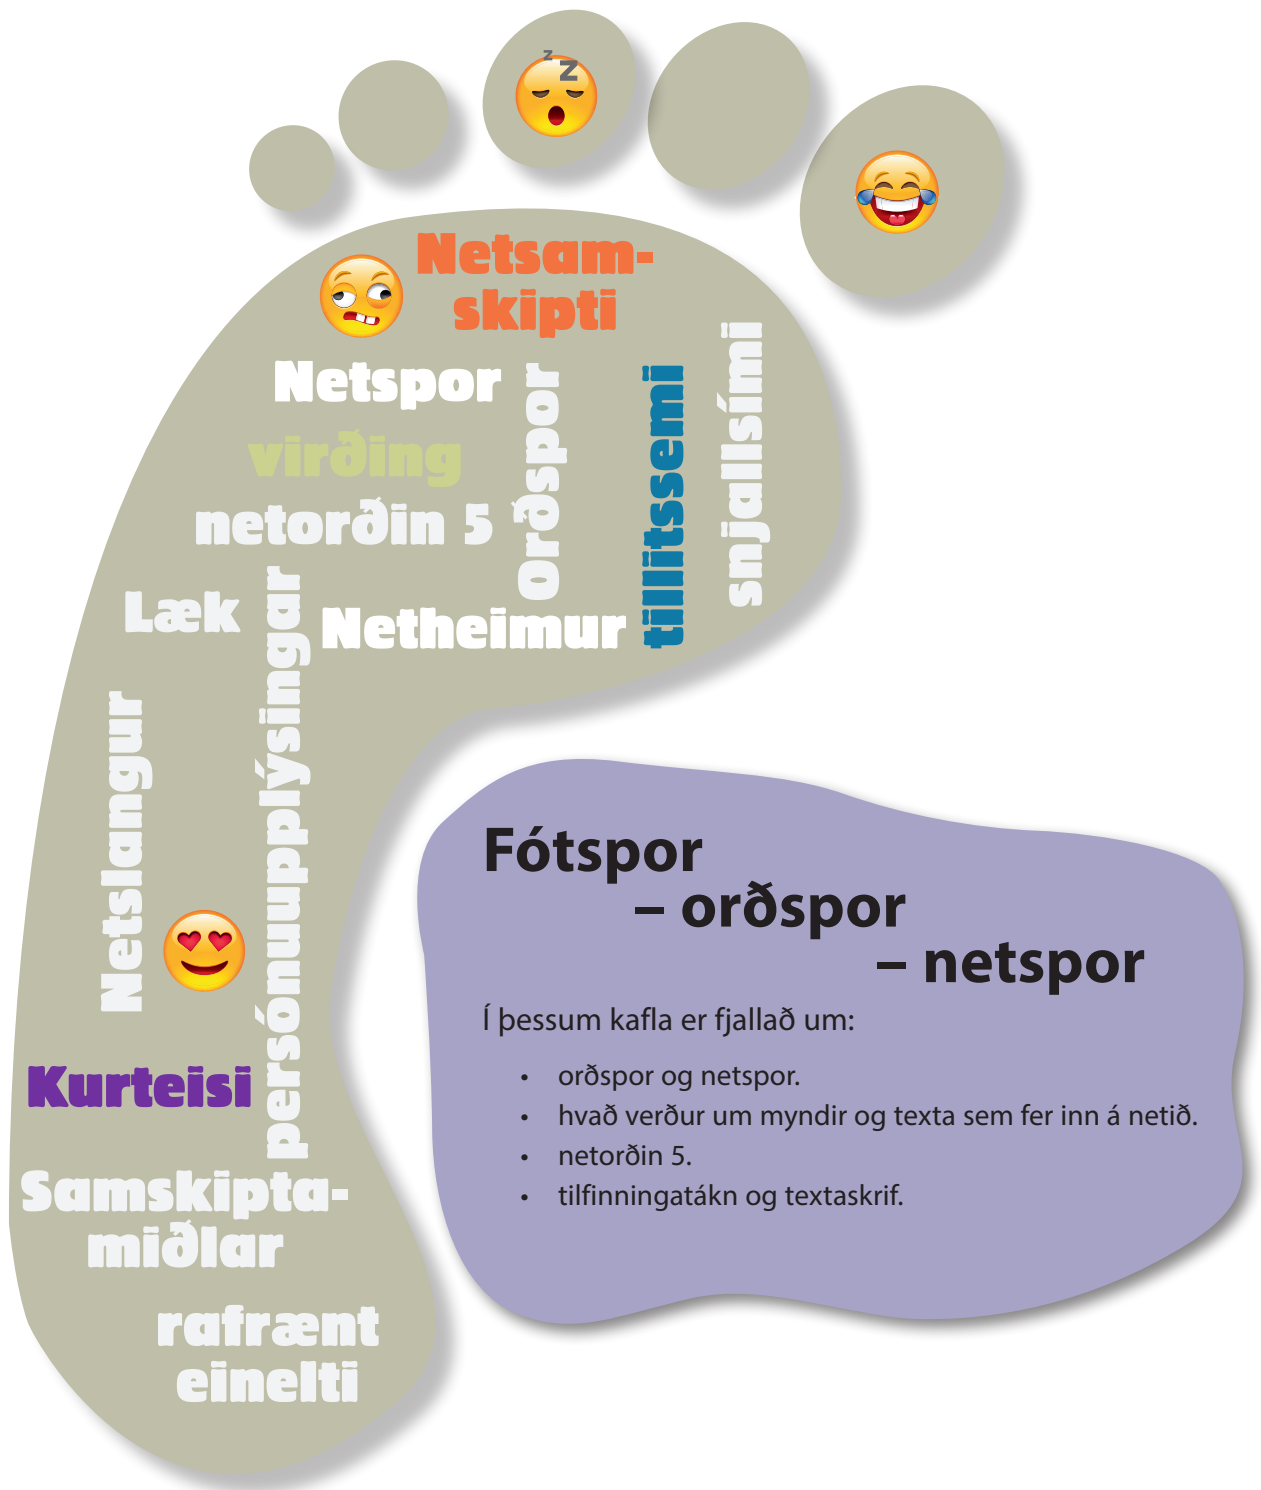 Netsam-
skipti
Netspor
virðing
netorðin 5
Orðspor
tillitssemi
snjallsími
Læk
Netheimur
persónuupplýsingar
Netslangur
Kurteisi
Samskipta-
miðlar
rafrænt
einelti
Fótspor
– orðspor
– netspor
Í þessum kafla er fjallað um:
• orðspor og netspor.
• hvað verður um myndir og texta sem fer inn á netið.
• netorðin 5.
• tilfinningatákn og textaskrif.